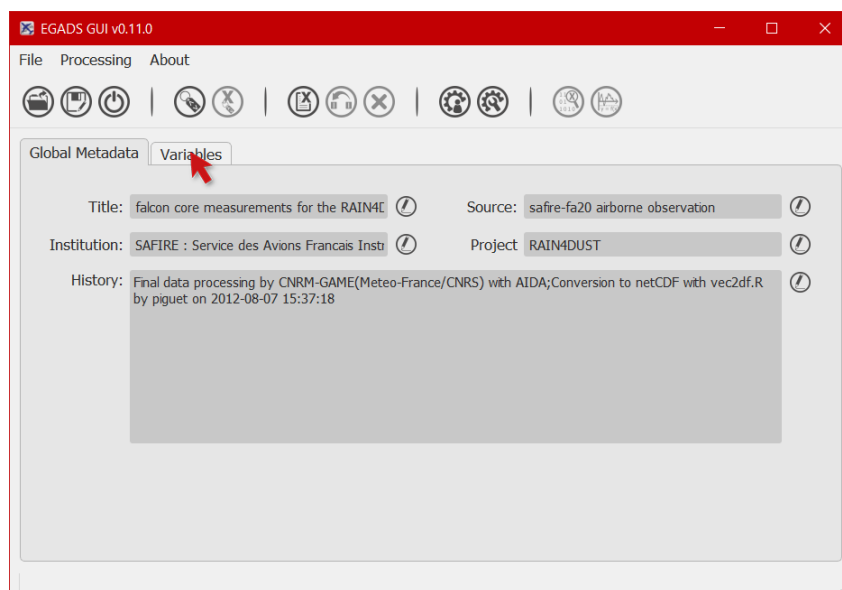 EGADS GUI v0.11.0
File Processing About
Global Metadata Variables
Title: falcon core measurements for the RAIN4D Source: safire-fa20 airborne observation
Institution: SAFIRE : Service des Avions Francais Instr Project RAIN4DUST
History: Final data processing by CNRM-GAME(Meteo-France/CNRS) with AIDA;Conversion to netCDF with vec2df.R
by piguet on 2012-08-07 15:37:18